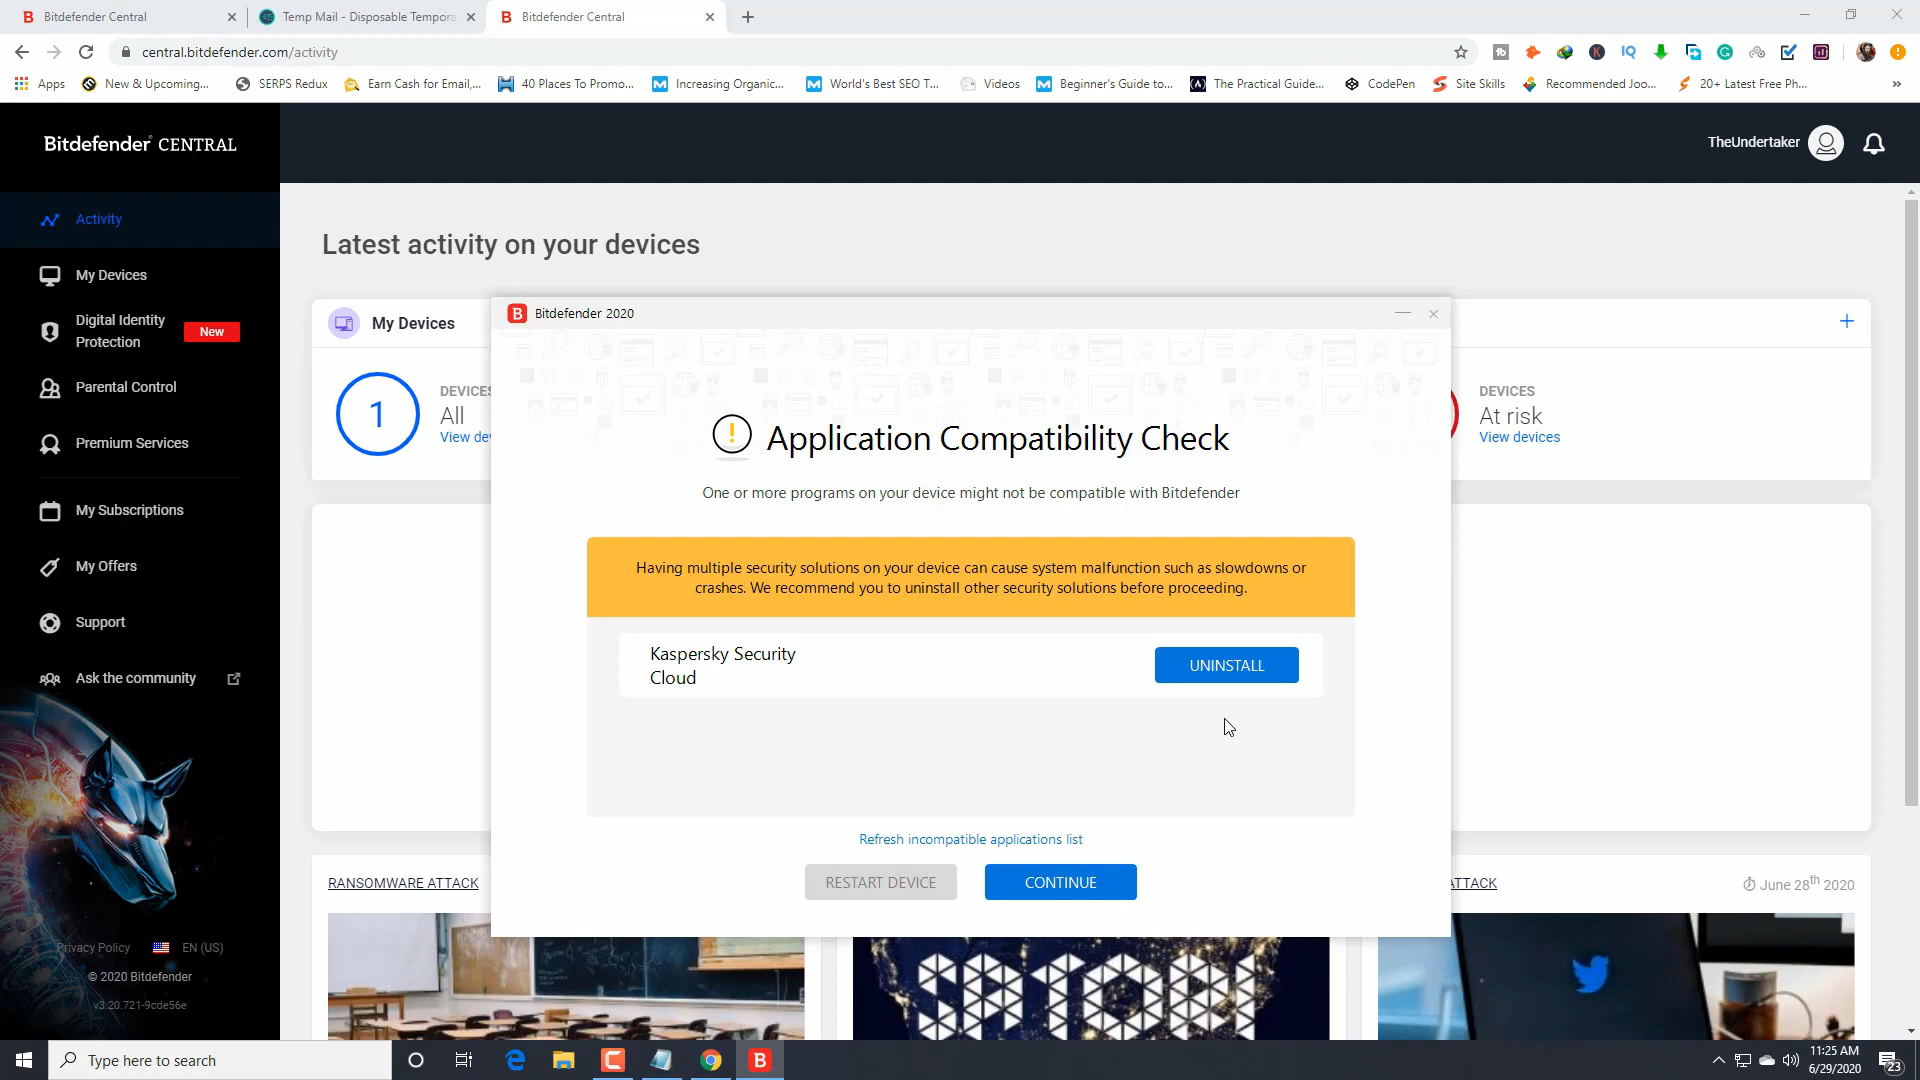 Bitdefender Central
Temp Mail - Disposable Tempora
Bitdefender Central
central.bitdefender.com/activity
Apps
New & Upcoming...
SERPS Redux
Earn Cash for Email,...
40 Places To Promo...
Increasing Organic...
World's Best SEO T...
Videos
Beginner's Guide to...
The Practical Guide...
CodePen
Site Skills
Recommended Joo...
20+ Latest Free Ph...
»
Bitdefender® CENTRAL
TheUndertaker
Activity
My Devices
Digital Identity
Protection
New
Parental Control
Premium Services
My Subscriptions
My Offers
Support
Ask the community
Privacy Policy
EN (US)
© 2020 Bitdefender
v3.20.721-9cde56e
Latest activity on your devices
My Devices
1
DEVICES
All
View dev
DEVICES
At risk
View devices
Bitdefender 2020
Application Compatibility Check
One or more programs on your device might not be compatible with Bitdefender
Having multiple security solutions on your device can cause system malfunction such as slowdowns or
crashes. We recommend you to uninstall other security solutions before proceeding.
Kaspersky Security
Cloud
UNINSTALL
Refresh incompatible applications list
RESTART DEVICE
CONTINUE
RANSOMWARE ATTACK
ATTACK
June 28th 2020
SATORI
Type here to search
11:25 AM
6/29/2020
23